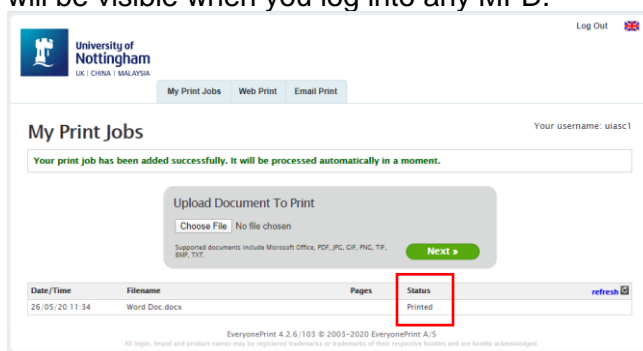 will be visible when you log into any MFD.
Log Out
University of
Nottingham
UK | CHINA | MALAYSIA
My Print Jobs Web Print Email Print
My Print Jobs
Your username: uiasc1
Your print job has been added successfully. It will be processed automatically in a moment.
Upload Document To Print
Choose File No file chosen
Supported documents include Microsoft Office, PDF, JPG, GIF, PNG, TIF,
BMP, TXT.
Next »
Date/Time Filename Pages Status refresh
26/05/20 11:34 Word Doc.docx Printed
EveryonePrint 4.2.6/103 © 2003-2020 EveryonePrint A/S
All logos, brand and product names may be registered trademarks or trademarks of their respective holders and are hereby acknowledged.